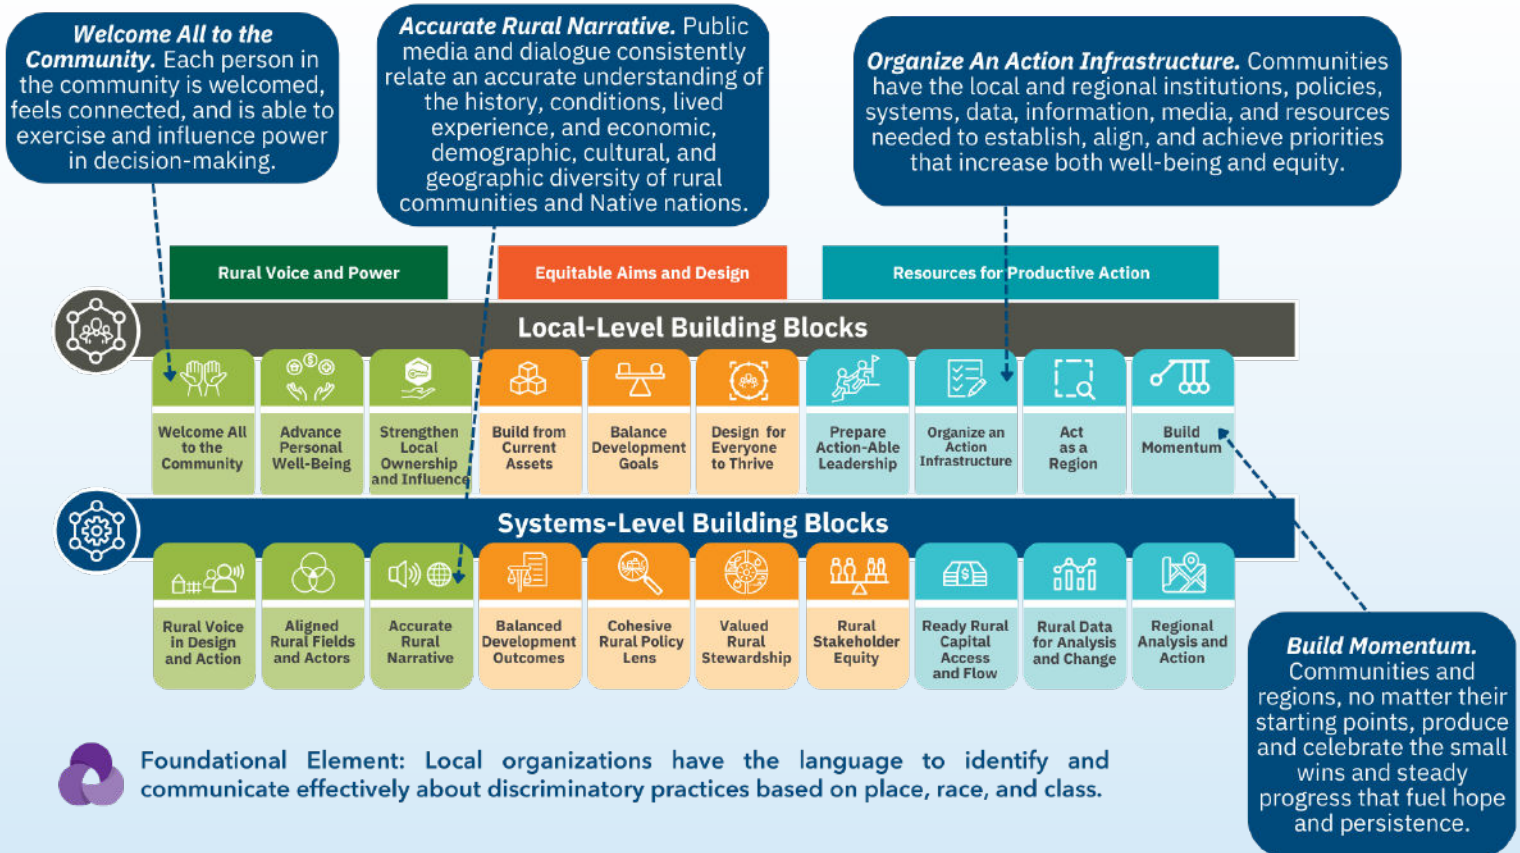 Welcome All to the
Community. Each person in
the community is welcomed,
feels connected, and is able to
exercise and influence power
in decision-making.
Accurate Rural Narrative. Public
media and dialogue consistently
relate an accurate understanding of
the history, conditions, lived
experience, and economic,
demographic, cultural, and
geographic diversity of rural
communities and Native nations.
Organize An Action Infrastructure. Communities
have the local and regional institutions, policies,
systems, data, information, media, and resources
needed to establish, align, and achieve priorities
that increase both well-being and equity.
Rural Voice and Power
Equitable Aims and Design
Resources for Productive Action
Local-Level Building Blocks
Welcome All
to the
Community
Advance
Personal
Well-Being
Strengthen
Local
Ownership
and Influence
Build from
Current
Assets
Balance
Development
Goals
Design for
Everyone
to Thrive
Prepare
Action-Able
Leadership
Organize an
Action
Infrastructure
Act
as a
Region
Build
Momentum
Systems-Level Building Blocks
Rural Voice
in Design
and Action
Aligned
Rural Fields
and Actors
Accurate
Rural
Narrative
Balanced
Development
Outcomes
Cohesive
Rural Policy
Lens
Valued
Rural
Stewardship
Rural
Stakeholder
Equity
Ready Rural
Capital
Access
and Flow
Rural Data
for Analysis
and Change
Regional
Analysis and
Action
Build Momentum.
Communities and
regions, no matter their
starting points, produce
and celebrate the small
wins and steady
progress that fuel hope
and persistence.
Foundational Element: Local organizations have the language to identify and
communicate effectively about discriminatory practices based on place, race, and class.